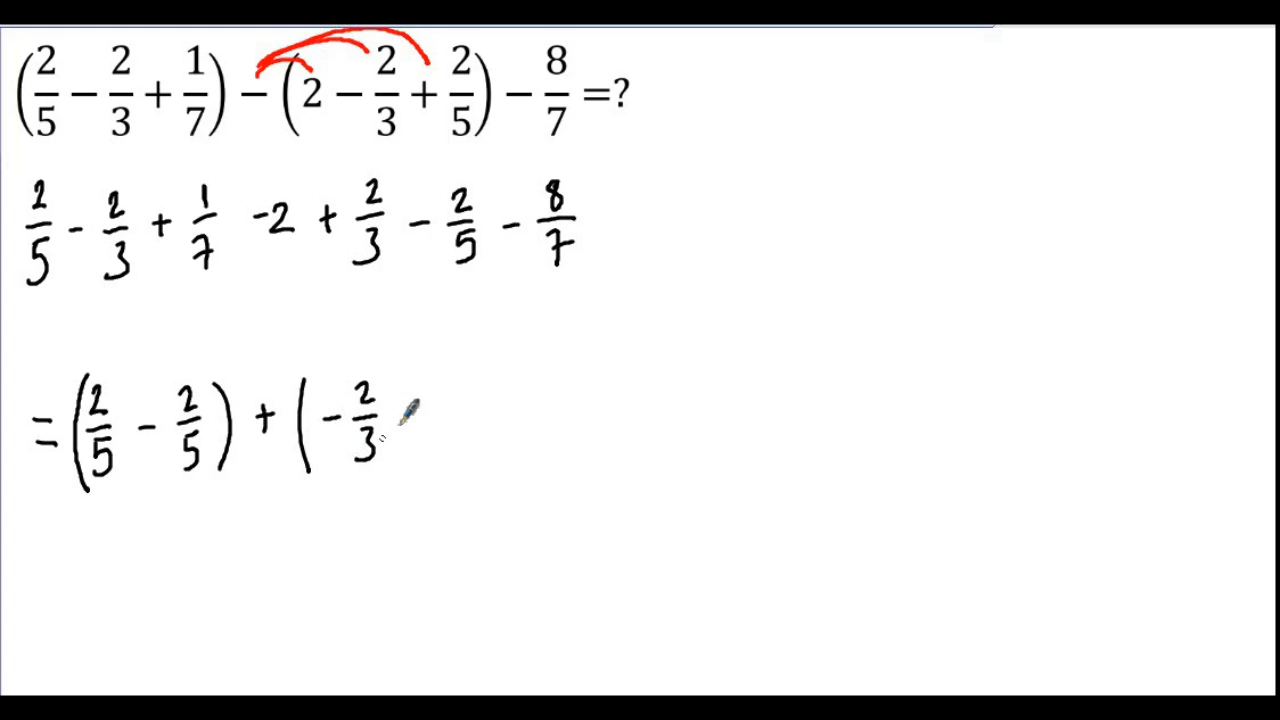 (2/5 − 2/3 + 1/7) − (2 − 2/3 + 2/5) − 8/7 =?
2/5 - 2/3 + 1/7 -2 + 2/3 - 2/5 - 8/7
= (2/5 - 2/5) + (- 2/3